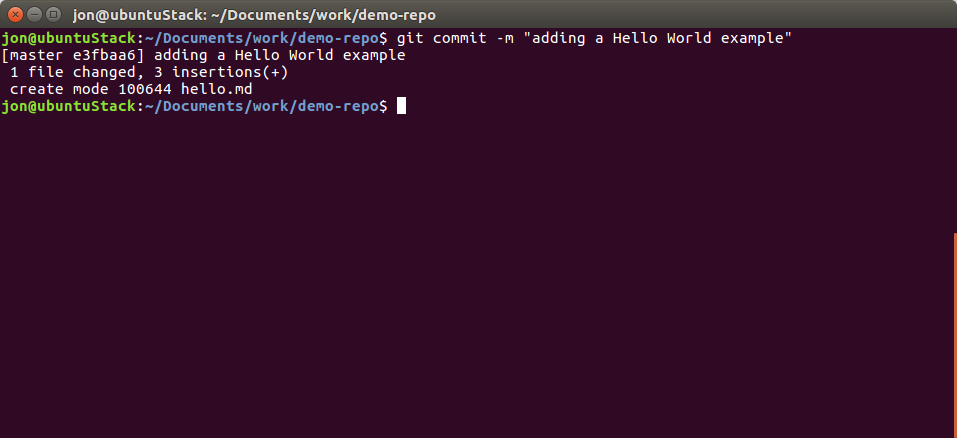 jon@ubuntuStack: ~/Documents/work/demo-repo
jon@ubuntuStack:~/Documents/work/demo-repo$ git commit -m "adding a Hello World example"
[master e3fbaa6] adding a Hello World example
 1 file changed, 3 insertions(+)
 create mode 100644 hello.md
jon@ubuntuStack:~/Documents/work/demo-repo$